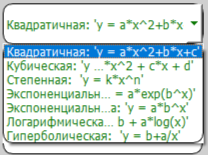 Квадратичная: 'y = a*x^2+b*x
Квадратичная: 'y = a*x^2+b*x+c'
Кубическая: 'y ...*x^2 + c*x + d'
Степенная: 'y = k*x^n'
Экспоненциальн... = a*exp(b^x)'
Экспоненциальн...а: 'y = a*b^x'
Логарифмическа... b + a*log(x)'
Гиперболическая: 'y = b+a/x'